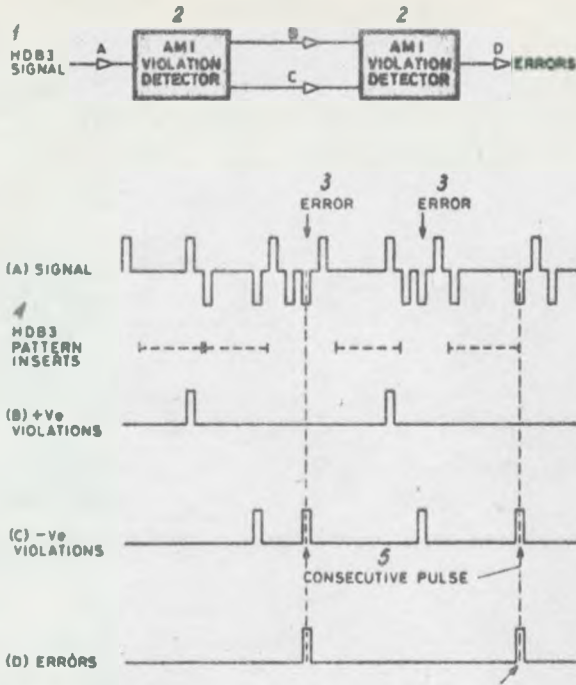 2 2
1
HDB3
SIGNAL
A
AMI
VIOLATION
DETECTOR
B
C
AMI
VIOLATION
DETECTOR
D
ERRORS
3 3
ERROR ERROR
(A) SIGNAL
4
HDB3
PATTERN
INSERTS
(B) +Ve
VIOLATIONS
(C) -Ve
VIOLATIONS
5
CONSECUTIVE PULSE
(D) ERRORS